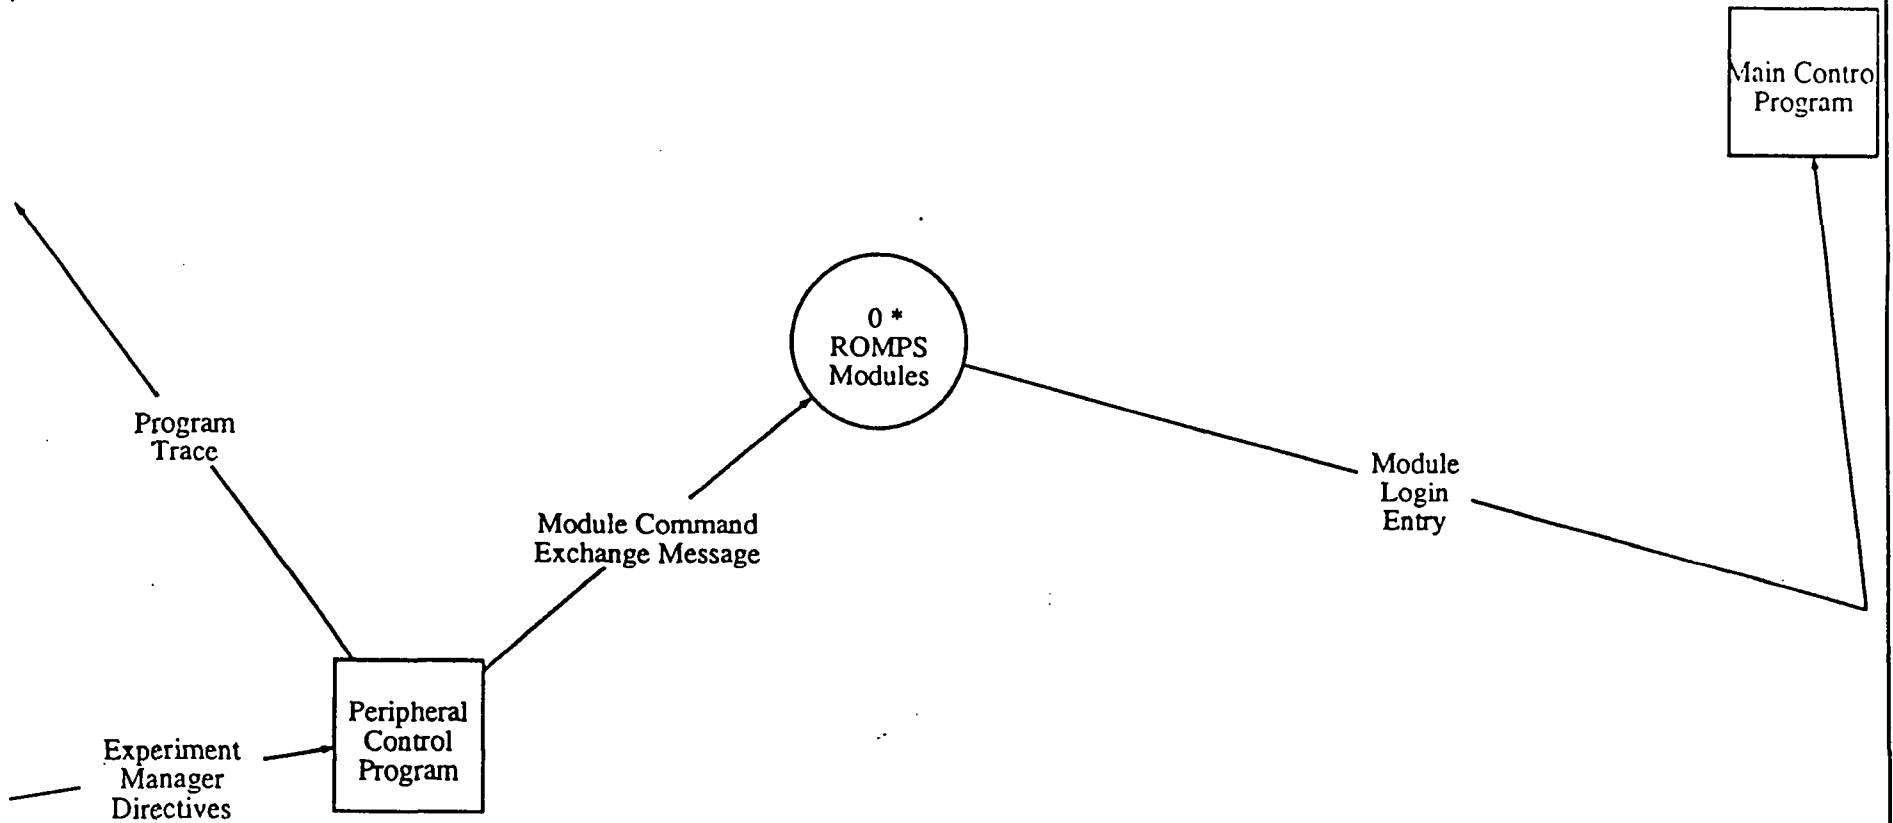 Main Contro
Program
0 *
ROMPS
Modules
Program
Trace
Module
Login
Entry
Module Command
Exchange Message
Peripheral
Control
Program
Experiment
Manager
Directives